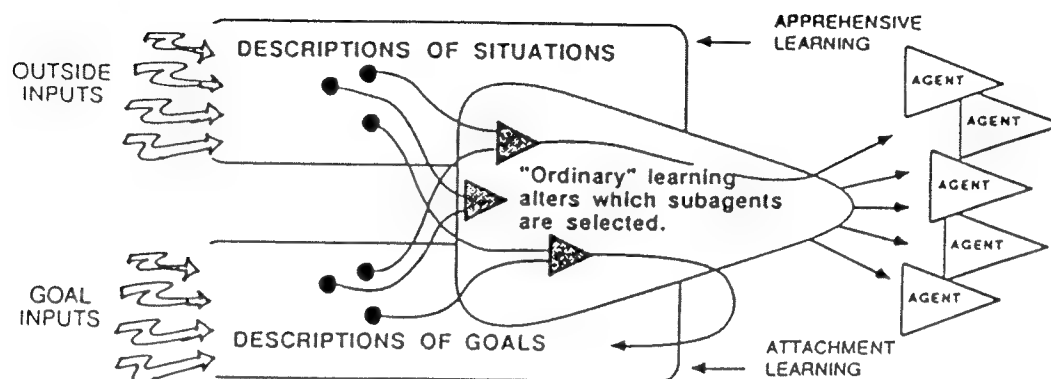 DESCRIPTIONS OF SITUATIONS
APPREHENSIVE
LEARNING
OUTSIDE
INPUTS
AGENT
AGENT
"Ordinary" learning
alters which subagents
are selected.
AGENT
AGENT
AGENT
GOAL
INPUTS
DESCRIPTIONS OF GOALS
ATTACHMENT
LEARNING